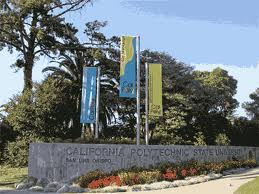 CALIFORNIA POLYTECHNIC STATE UNIVERSITY
SAN LUIS OBISPO